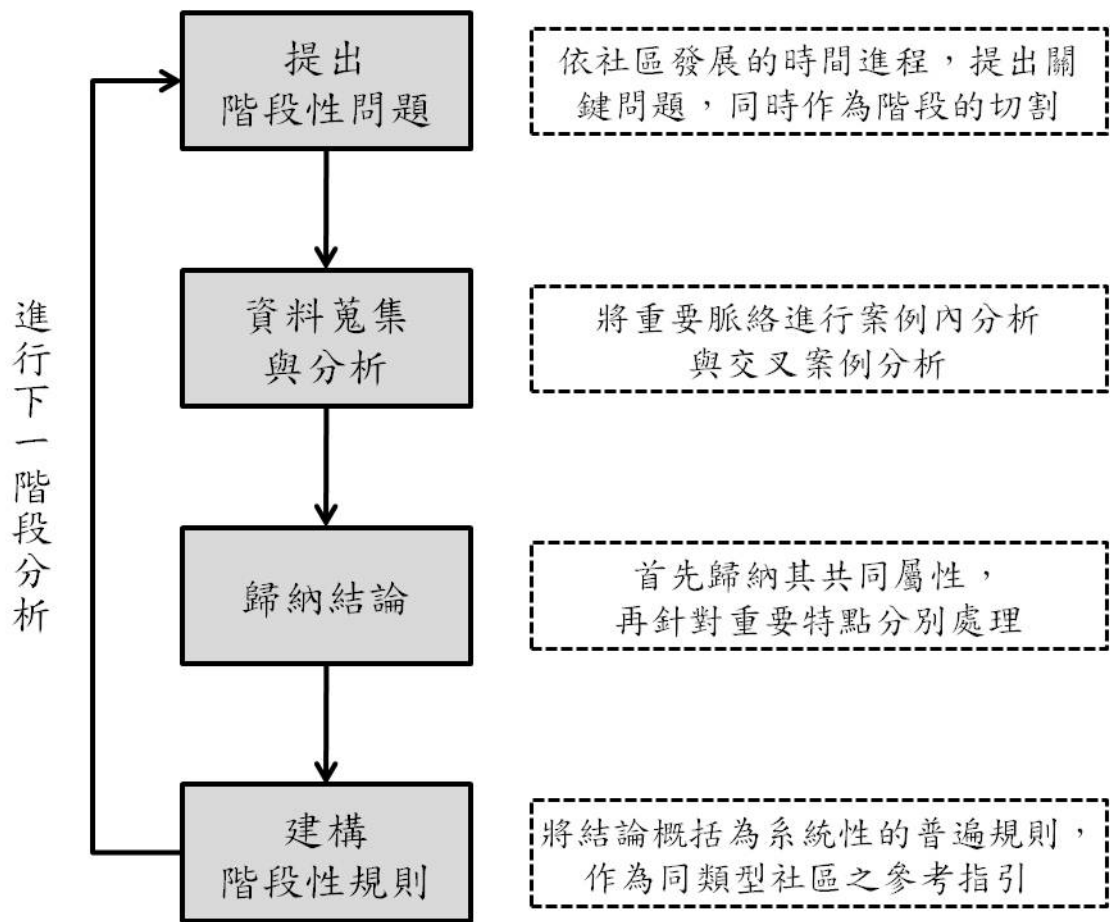 提出
階段性問題
依社區發展的時間進程，提出關
鍵問題，同時作為階段的切割
資料蒐集
與分析
將重要脈絡進行案例內分析
與交叉案例分析
進行下一階段分析
歸納結論
首先歸納其共同屬性，
再針對重要特點分別處理
建構
階段性規則
將結論概括為系統性的普遍規則，
作為同類型社區之參考指引